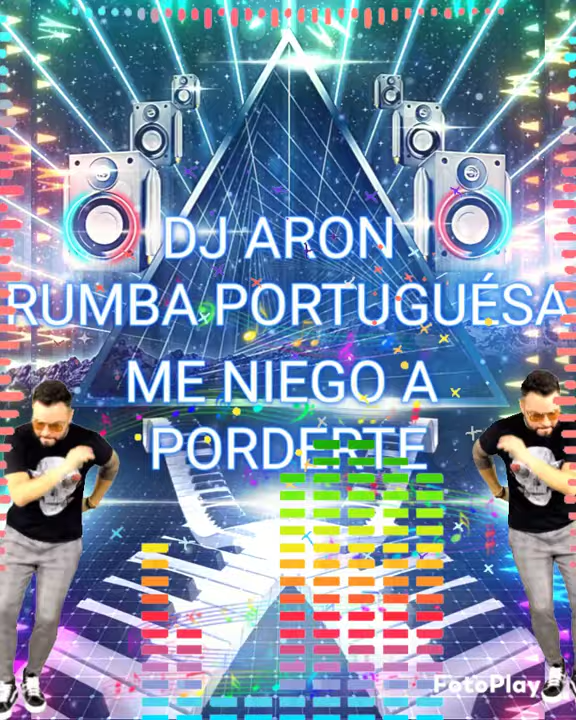 DJ ARON
RUMBA PORTUGUÉSA
ME NIEGO A
PORDERTE
FotoPlay